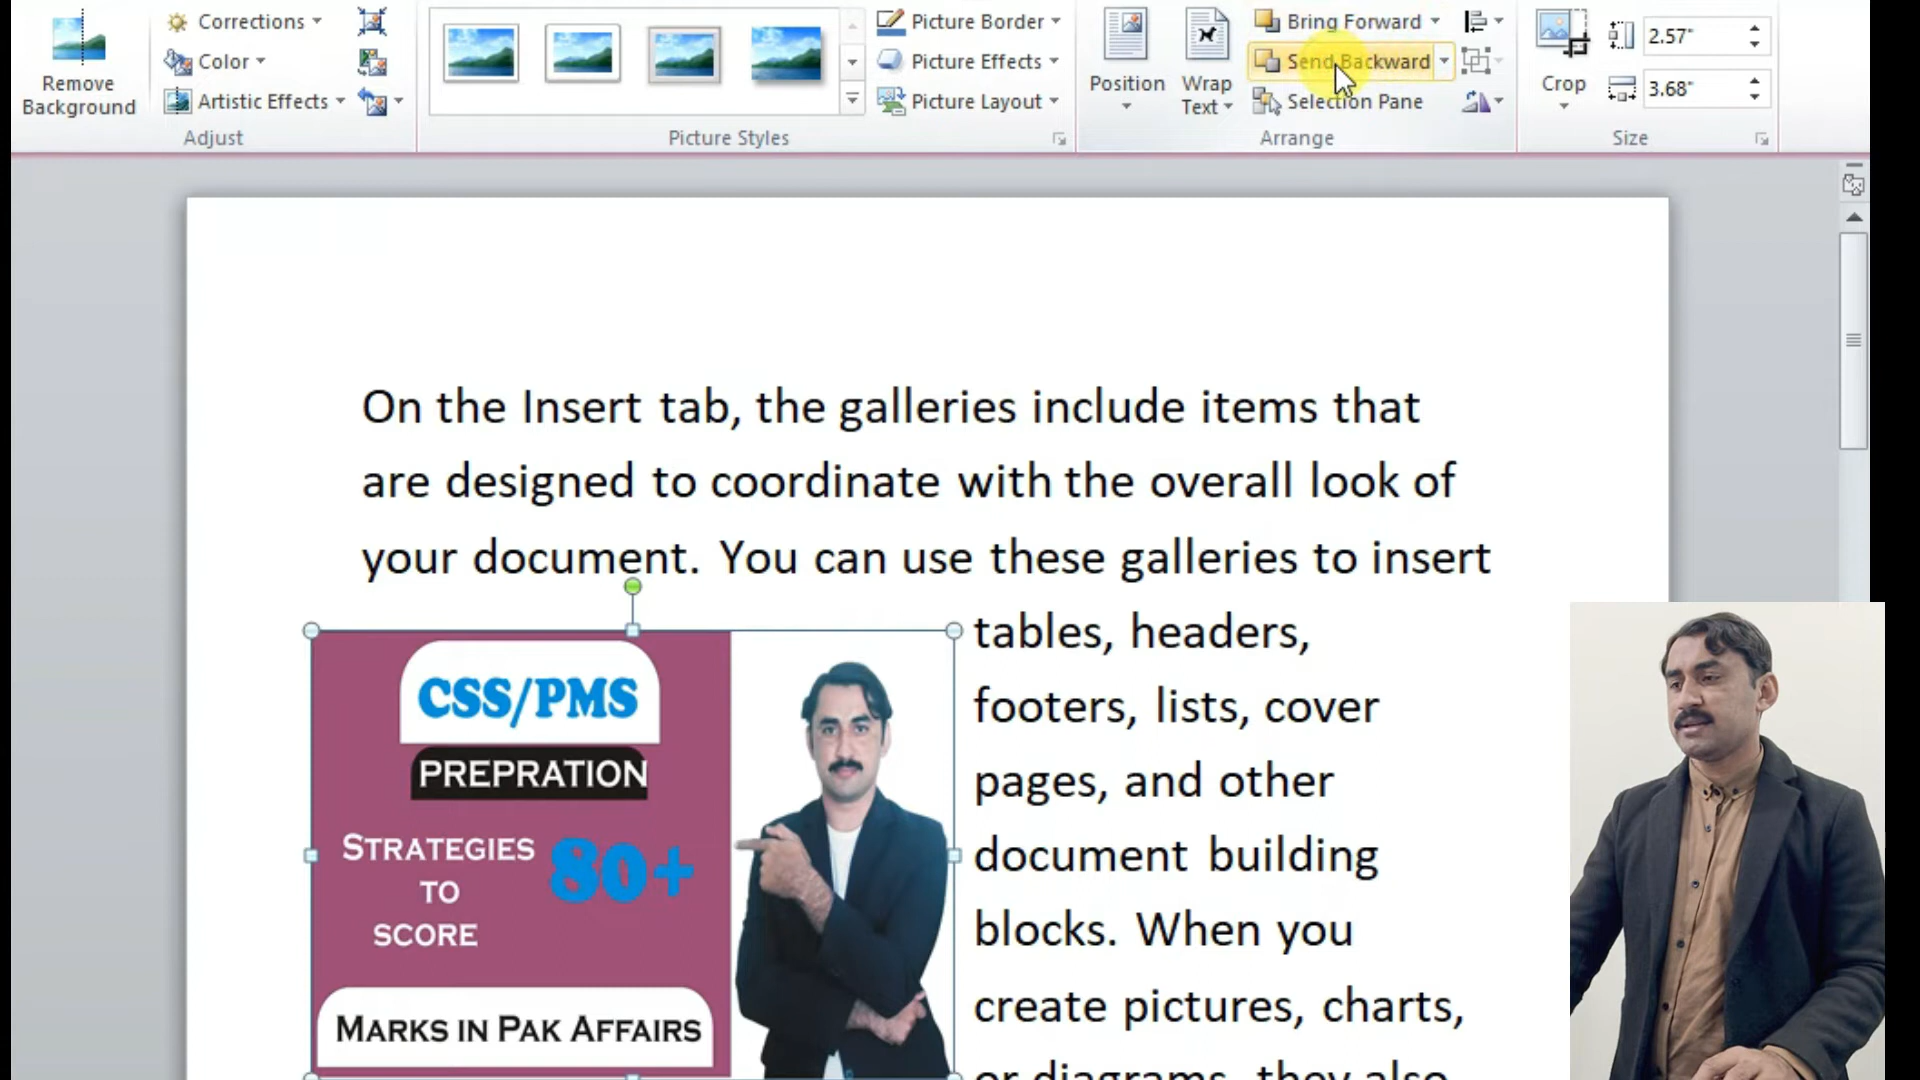 Remove
Background
Corrections
Color
Artistic Effects
Adjust
Picture Styles
Picture Border
Picture Effects
Picture Layout
Position
Wrap
Text
Bring Forward
Send Backward
Selection Pane
Arrange
Crop
2.57"
3.68"
Size
On the Insert tab, the galleries include items that
are designed to coordinate with the overall look of
your document. You can use these galleries to insert
tables, headers,
footers, lists, cover
pages, and other
document building
blocks. When you
create pictures, charts,
or diagrams, they also
CSS/PMS
PREPRATION
STRATEGIES
TO
SCORE
80+
MARKS IN PAK AFFAIRS